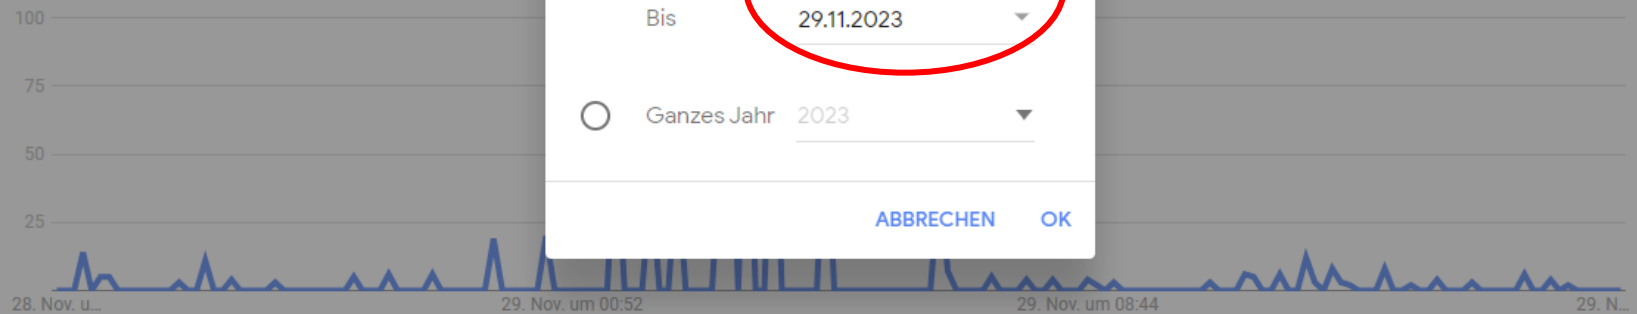 100
Bis 29.11.2023
75
Ganzes Jahr 2023
50
25
ABBRECHEN OK
28. Nov. u...
29. Nov. um 00:52
29. Nov. um 08:44
29. N...